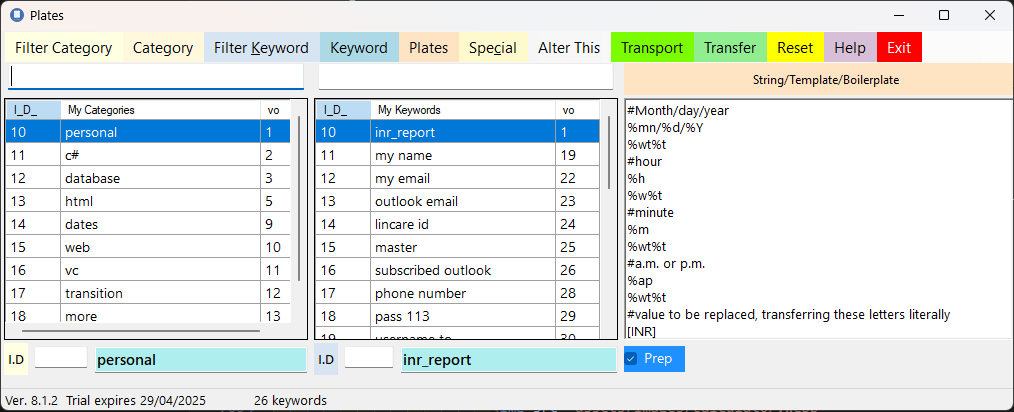 Plates
Filter Category Category Filter Keyword Keyword Plates Special Alter This Transport Transfer Reset Help Exit
String/Template/Boilerplate
I_D_ My Categories vo
10 personal 1
11 c# 2
12 database 3
13 html 5
14 dates 9
15 web 10
16 vc 11
17 transition 12
18 more 13
I_D_ My Keywords vo
10 inr_report 1
11 my name 19
12 my email 22
13 outlook email 23
14 lincare id 24
15 master 25
16 subscribed outlook 26
17 phone number 28
18 pass 113 29
19 username to 30
#Month/day/year
%mn/%d/%Y
%wt%t
#hour
%h
%w%t
#minute
%m
%wt%t
#a.m. or p.m.
%ap
%wt%t
#value to be replaced, transferring these letters literally
[INR]
I.D personal I.D inr_report Prep
Ver. 8.1.2 Trial expires 29/04/2025 26 keywords